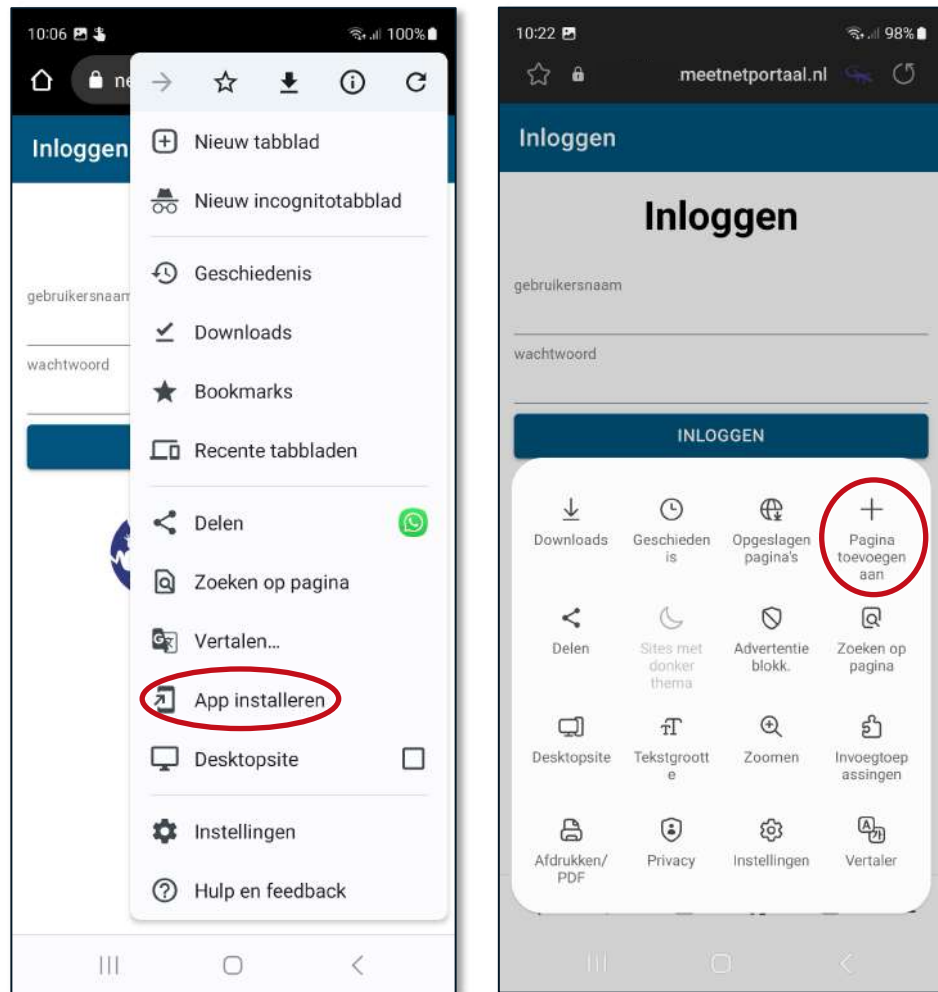 10:06
100%
ne
Inloggen
Nieuw tabblad
Nieuw incognitotabblad
Geschiedenis
gebruikersnaam
Downloads
wachtwoord
Bookmarks
Recente tabbladen
Delen
Zoeken op pagina
Vertalen...
App installeren
Desktopsite
Instellingen
Hulp en feedback
10:22
98%
meetnetportaal.nl
Inloggen
Inloggen
gebruikersnaam
wachtwoord
INLOGGEN
Downloads Geschieden Opgeslagen Pagina
is pagina's toevoegen
aan
Delen Sites met Advertentie Zoeken op
donker blokk. pagina
thema
Desktopsite Tekstgroott Zoomen Invoegtoep
e assingen
Afdrukken/ Privacy Instellingen Vertaler
PDF